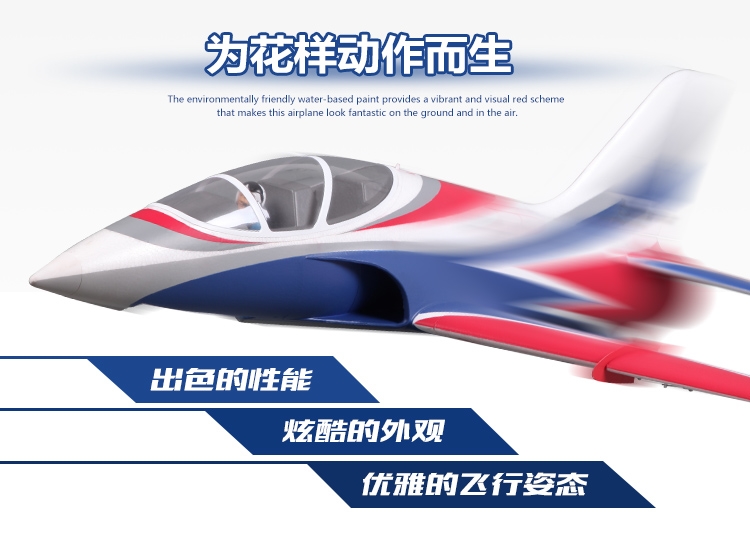 为花样动作而生
The environmentally friendly water-based paint provides a vibrant and visual red scheme
that makes this airplane look fantastic on the ground and in the air.
出色的性能
炫酷的外观
优雅的飞行姿态